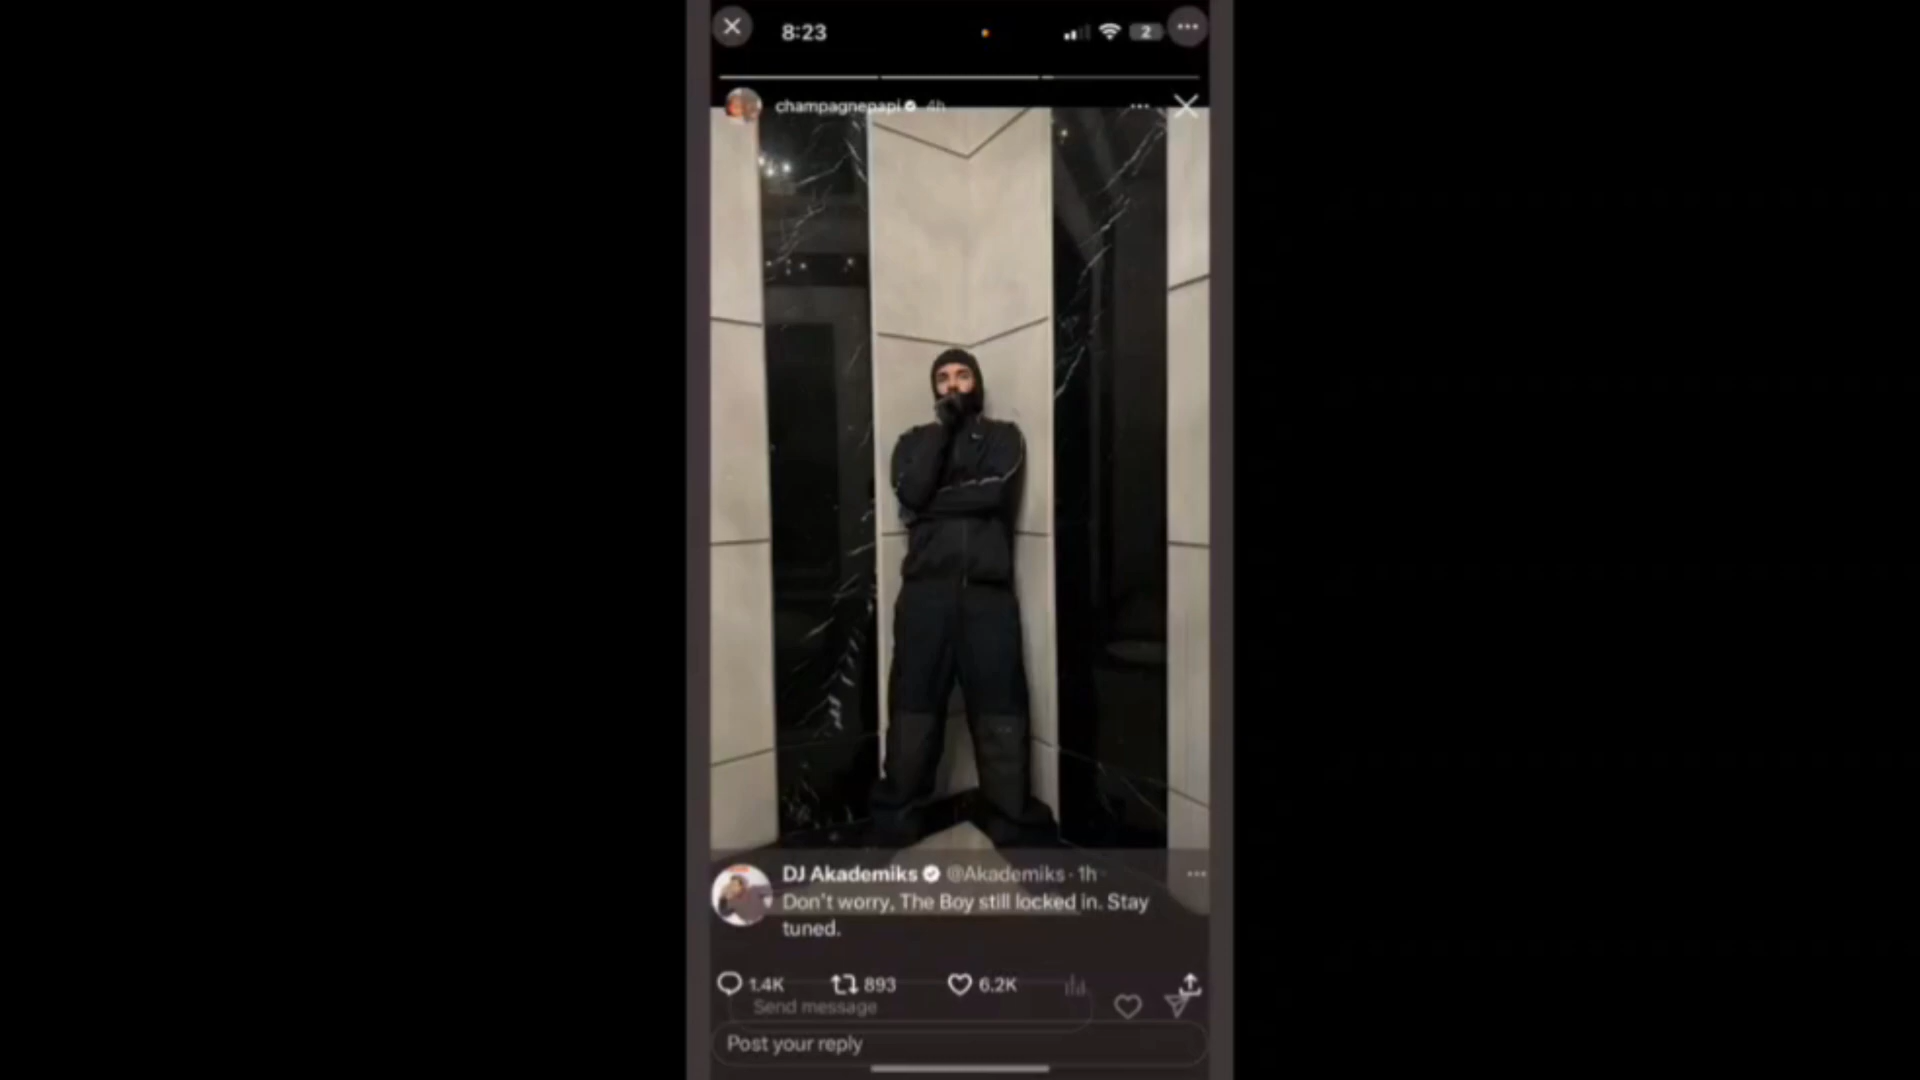 8:23
2
champagnepapi 4h
DJ Akademiks @Akademiks · 1h
Don't worry, The Boy still locked in. Stay
tuned.
1.4K 893 6.2K
Send message
Post your reply